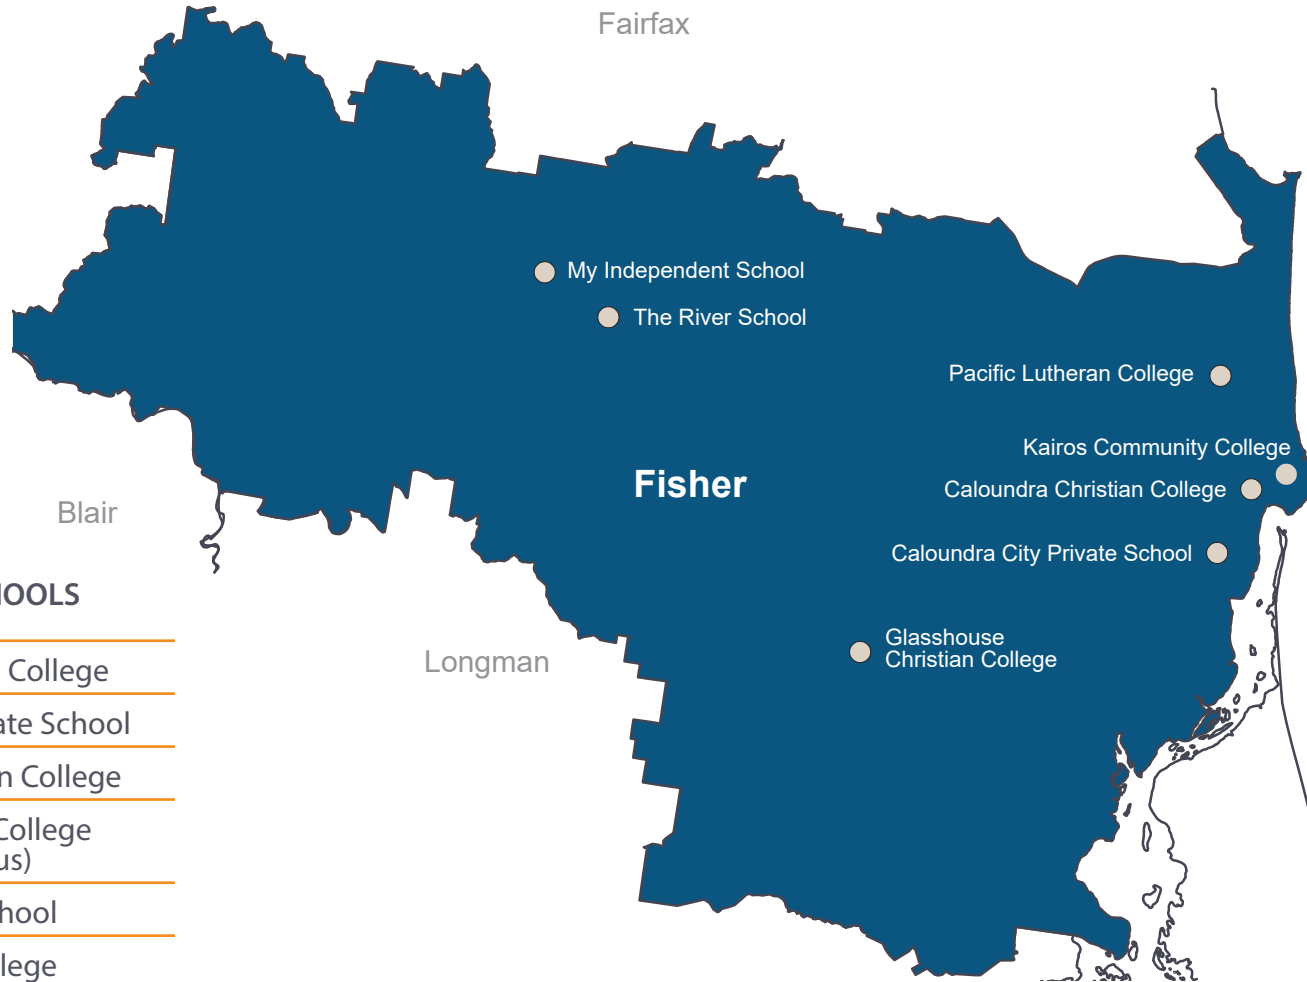 Fairfax
My Independent School
The River School
Pacific Lutheran College
Kairos Community College
Fisher
Caloundra Christian College
Blair
Caloundra City Private School
Longman
Glasshouse
Christian College
HOOLS
College
ate School
n College
College
us)
hool
lege